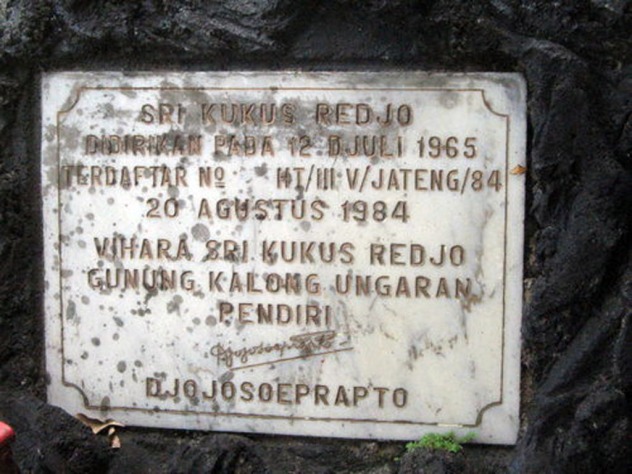 SRI KUKUS REDJO
DIDIRIKAN PADA 12 DJULI 1965
TERDAFTAR No HT/III V/JATENG/84
20 AGUSTUS 1984
VIHARA SRI KUKUS REDJO
GUNUNG KALONG UNGARAN
PENDIRI
Djojosoeprapto
DJOJOSOEPRAPTO